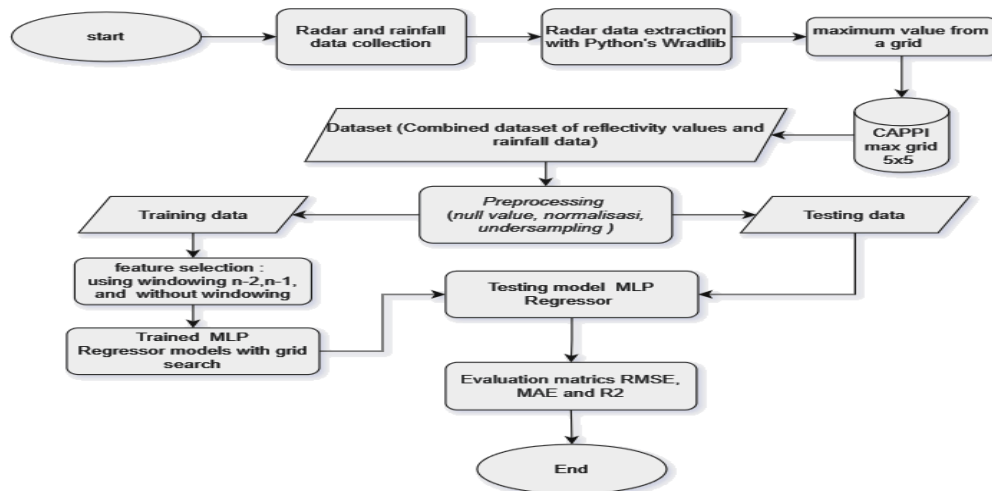 start
Radar and rainfall
data collection
Radar data extraction
with Python's Wradlib
maximum value from
a grid
CAPPI
max grid
5x5
Dataset (Combined dataset of reflectivity values and
rainfall data)
Preprocessing
(null value, normalisasi,
undersampling )
Training data
Testing data
feature selection :
using windowing n-2,n-1,
and without windowing
Trained MLP
Regressor models with grid
search
Testing model MLP
Regressor
Evaluation matrics RMSE,
MAE and R2
End